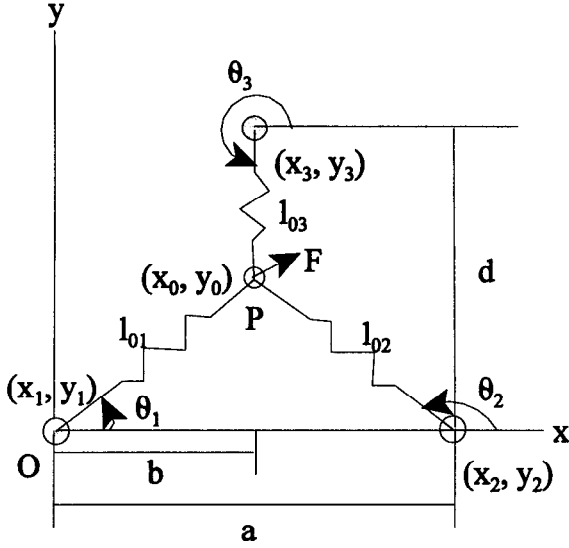 y
θ₃
(x₃, y₃)
l₀₃
(x₀, y₀)
F
P
d
l₀₁
l₀₂
(x₁, y₁)
θ₁
θ₂
x
O
b
(x₂, y₂)
a